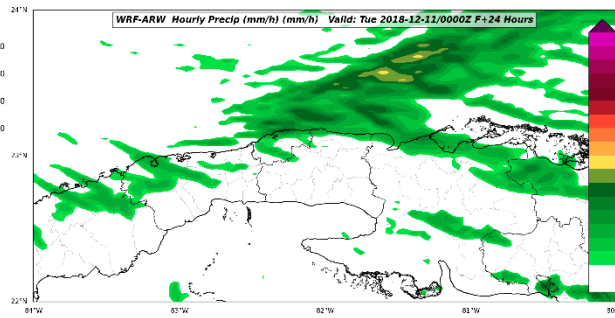 WRF-ARW Hourly Precip (mm/h) (mm/h) Valid: Tue 2018-12-11/0000Z F+24 Hours
24°N
23°N
22°N
84°W
83°W
82°W
81°W